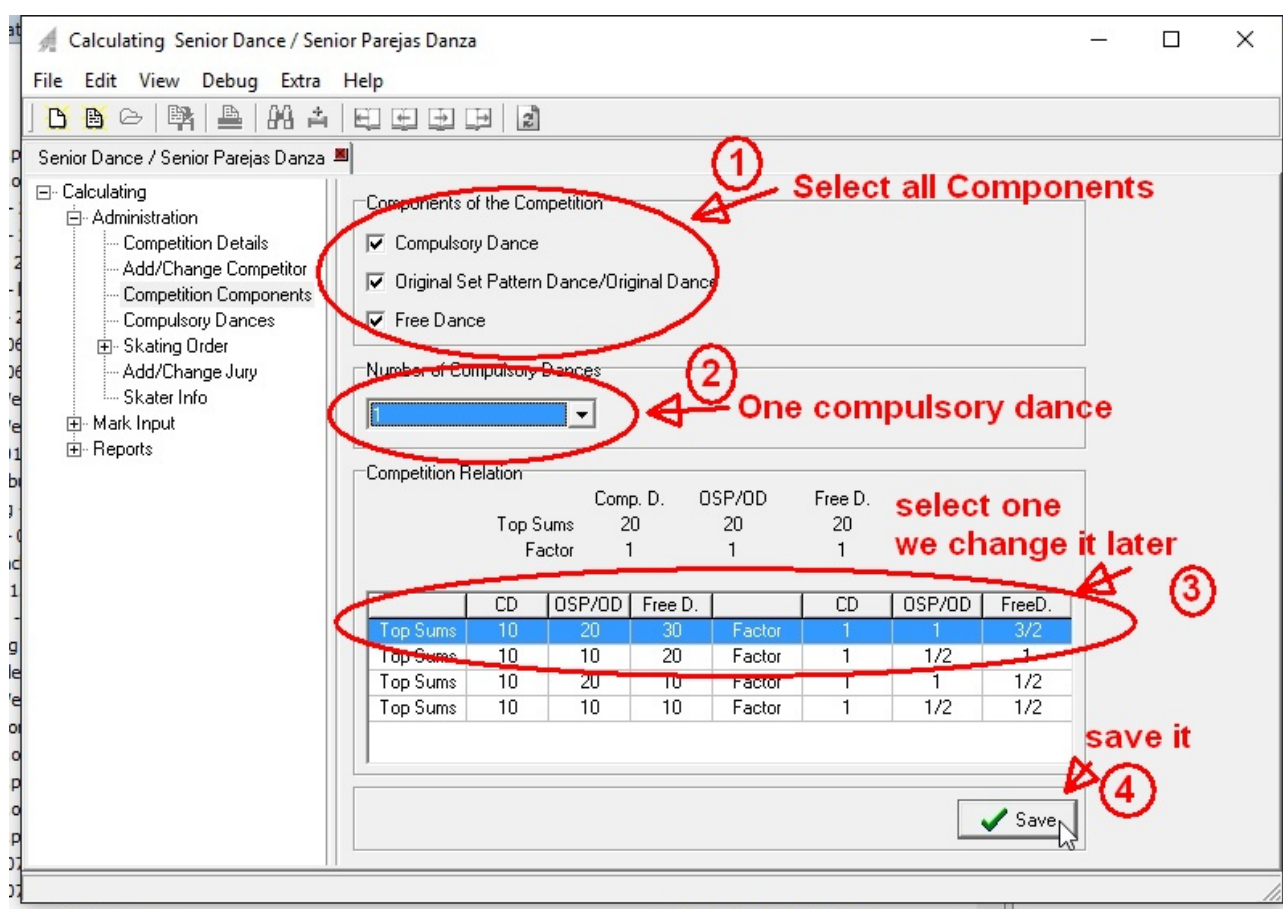 Calculating Senior Dance / Senior Parejas Danza
File Edit View Debug Extra Help
Senior Dance / Senior Parejas Danza
Calculating
Administration
Competition Details
Add/Change Competitor
Competition Components
Compulsory Dances
Skating Order
Add/Change Jury
Skater Info
Mark Input
Reports
1
Select all Components
Components of the Competition
Compulsory Dance
Original Set Pattern Dance/Original Dance
Free Dance
Number of Compulsory Dances
2
1
One compulsory dance
Competition Relation
Comp. D. OSP/OD Free D.
Top Sums 20 20 20
Factor 1 1 1
select one
we change it later
3
CD OSP/OD Free D. CD OSP/OD FreeD.
Top Sums 10 20 30 Factor 1 1 3/2
Top Sums 10 10 20 Factor 1 1/2 1
Top Sums 10 20 10 Factor 1 1 1/2
Top Sums 10 10 10 Factor 1 1/2 1/2
save it
4
Save